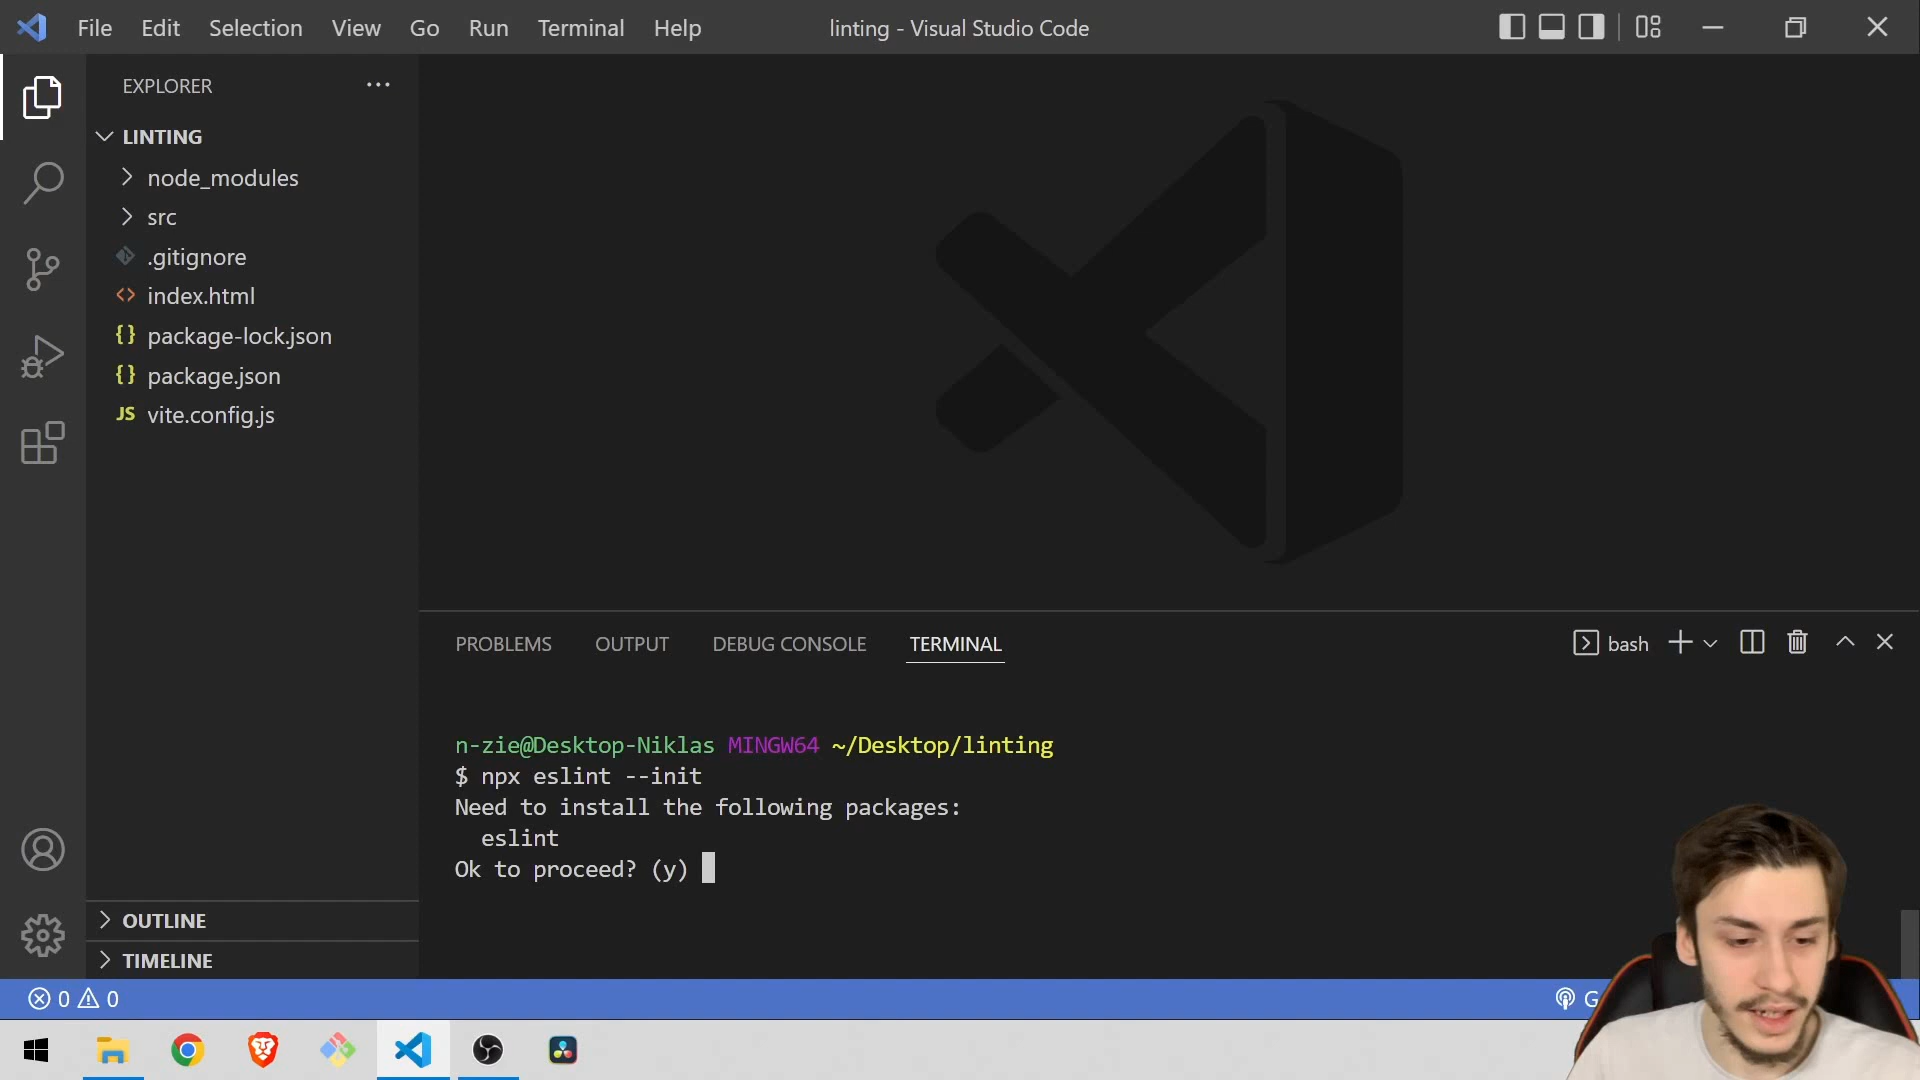 File Edit Selection View Go Run Terminal Help
linting - Visual Studio Code
EXPLORER
LINTING
node_modules
src
.gitignore
index.html
package-lock.json
package.json
JS vite.config.js
OUTLINE
TIMELINE
PROBLEMS OUTPUT DEBUG CONSOLE TERMINAL
bash
n-zie@Desktop-Niklas MINGW64 ~/Desktop/linting
$ npx eslint --init
Need to install the following packages:
eslint
Ok to proceed? (y)
0 0
G